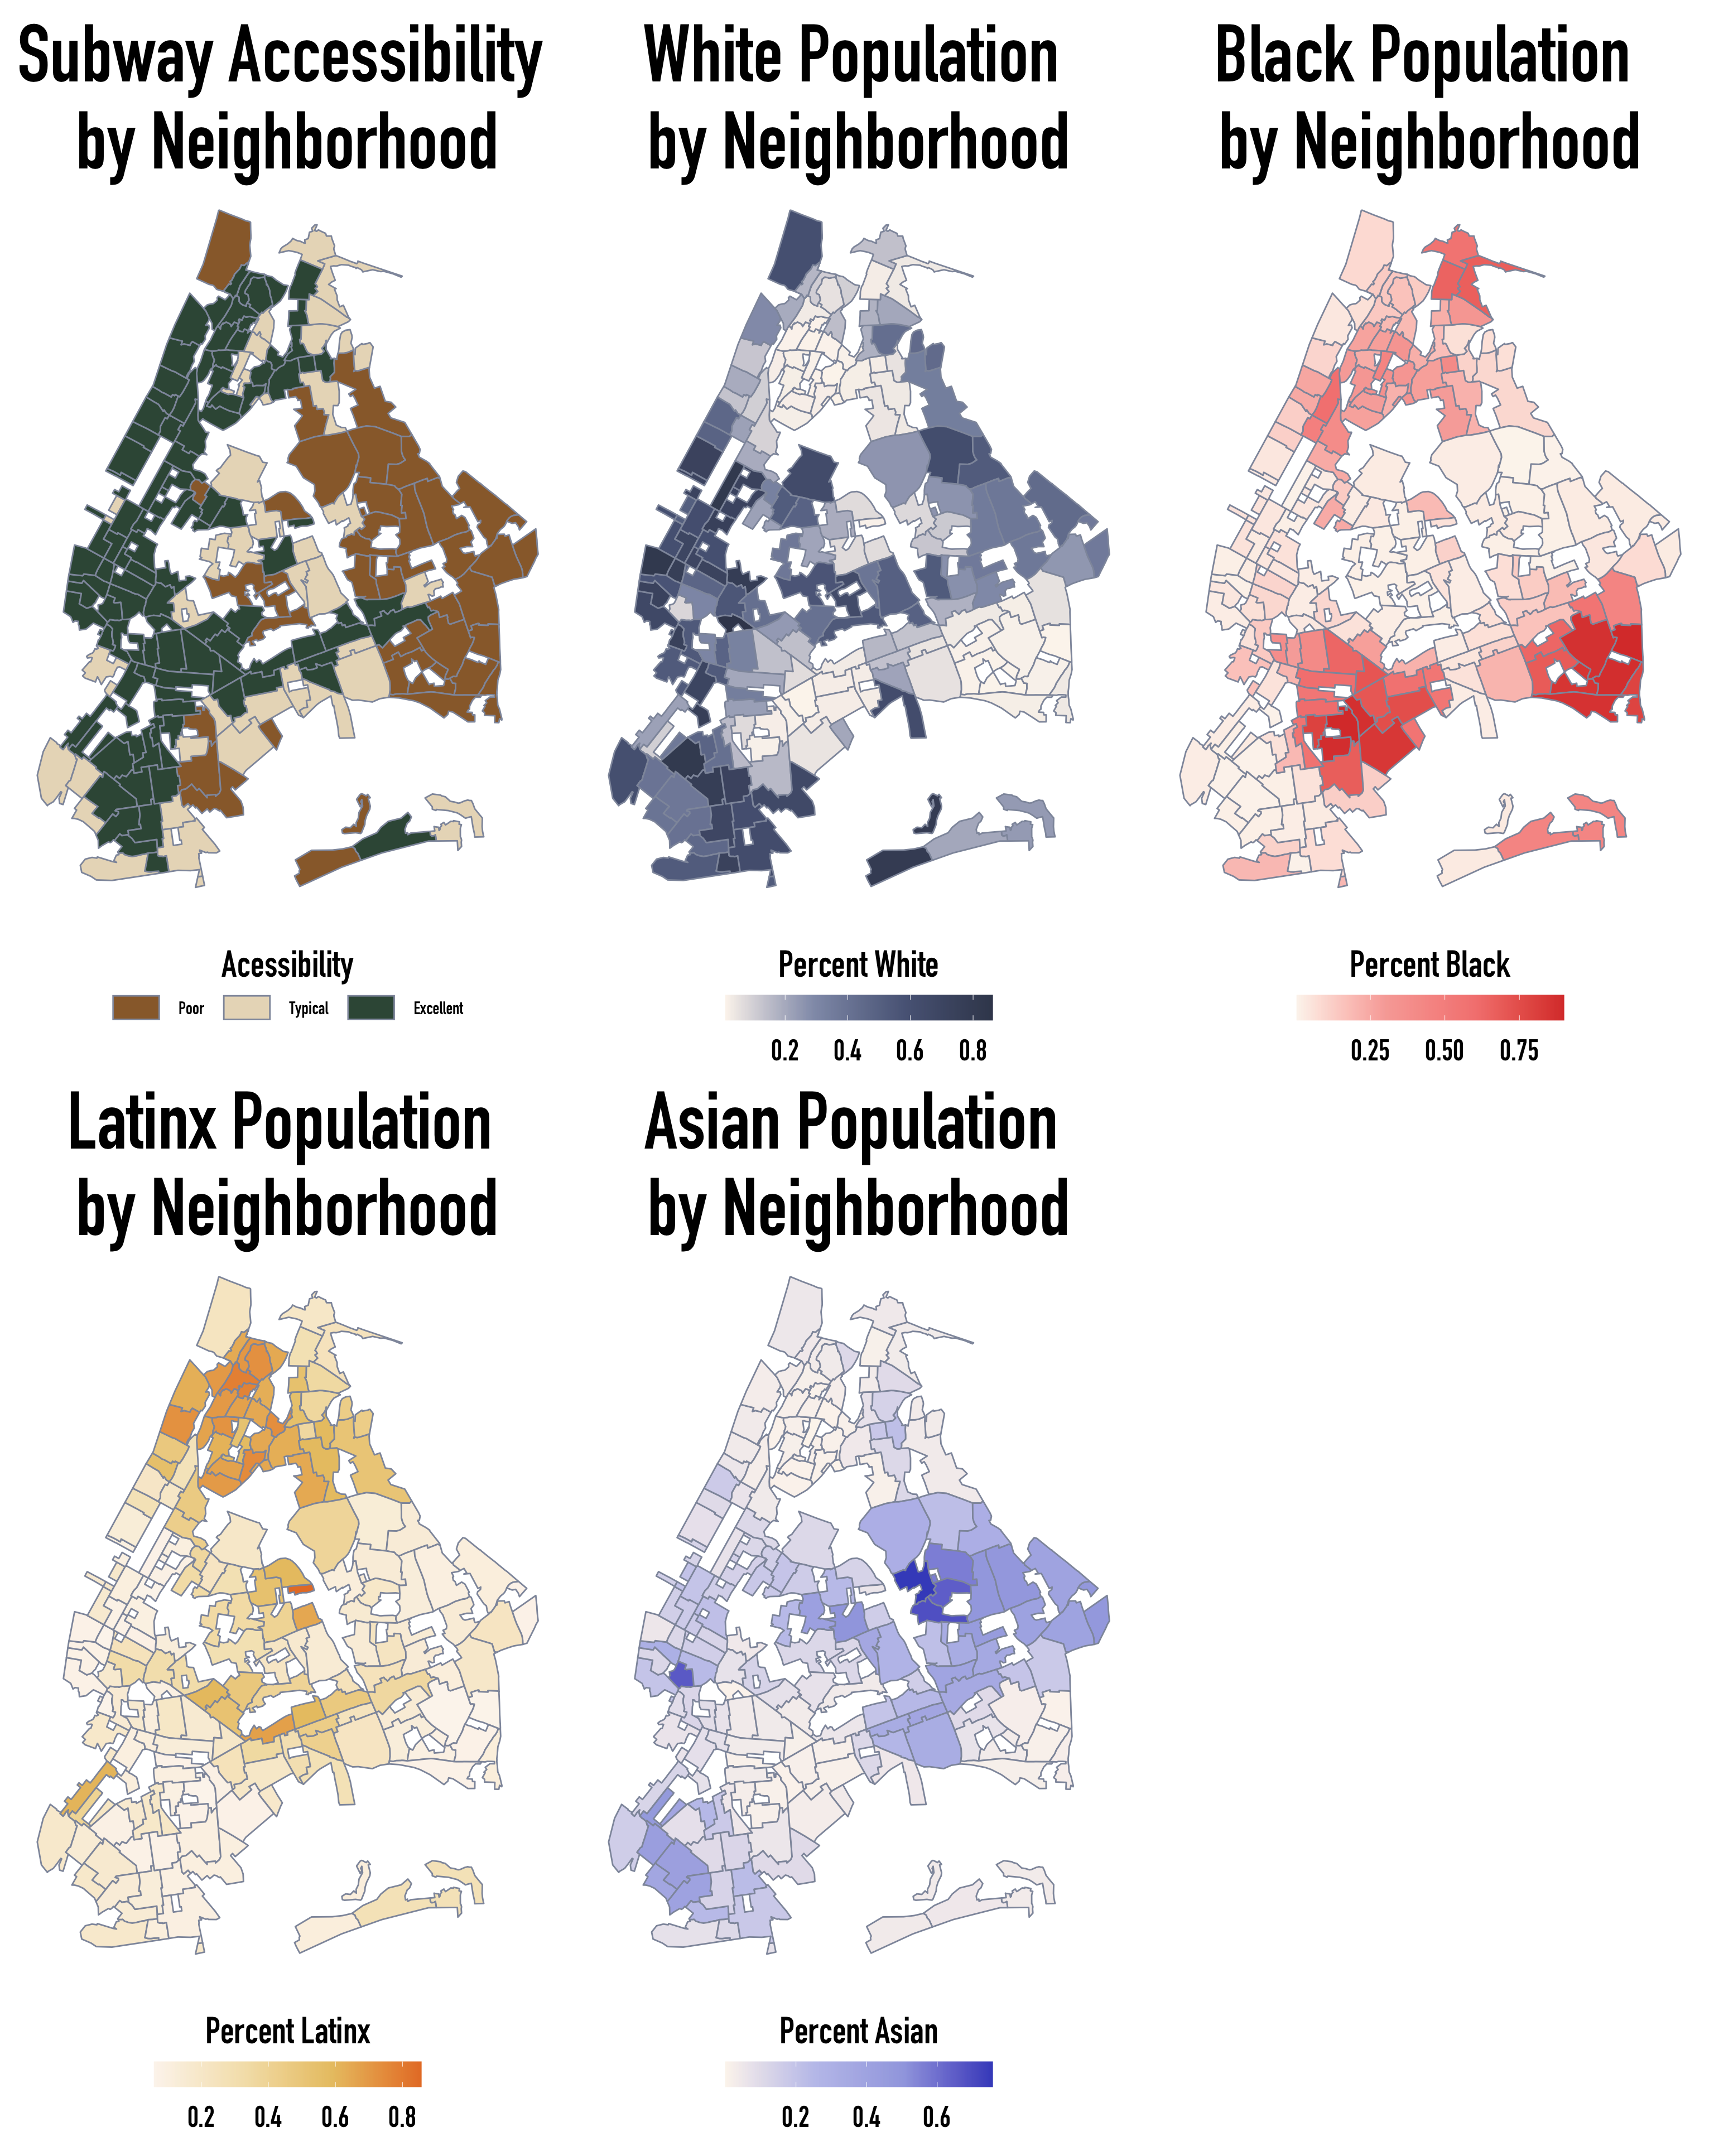 Subway Accessibility
by Neighborhood
White Population
by Neighborhood
Black Population
by Neighborhood
Acessibility
Poor
Typical
Excellent
Percent White
0.2 0.4 0.6 0.8
Percent Black
0.25 0.50 0.75
Latinx Population
by Neighborhood
Asian Population
by Neighborhood
Percent Latinx
0.2 0.4 0.6 0.8
Percent Asian
0.2 0.4 0.6